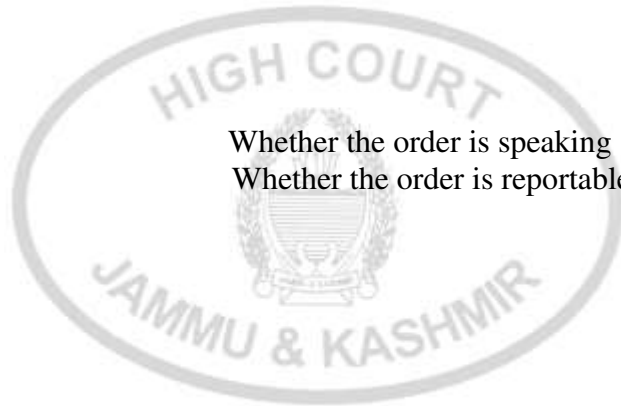 HIGH COURT
Whether the order is speaking
Whether the order is reportable
JAMMU & KASHMIR